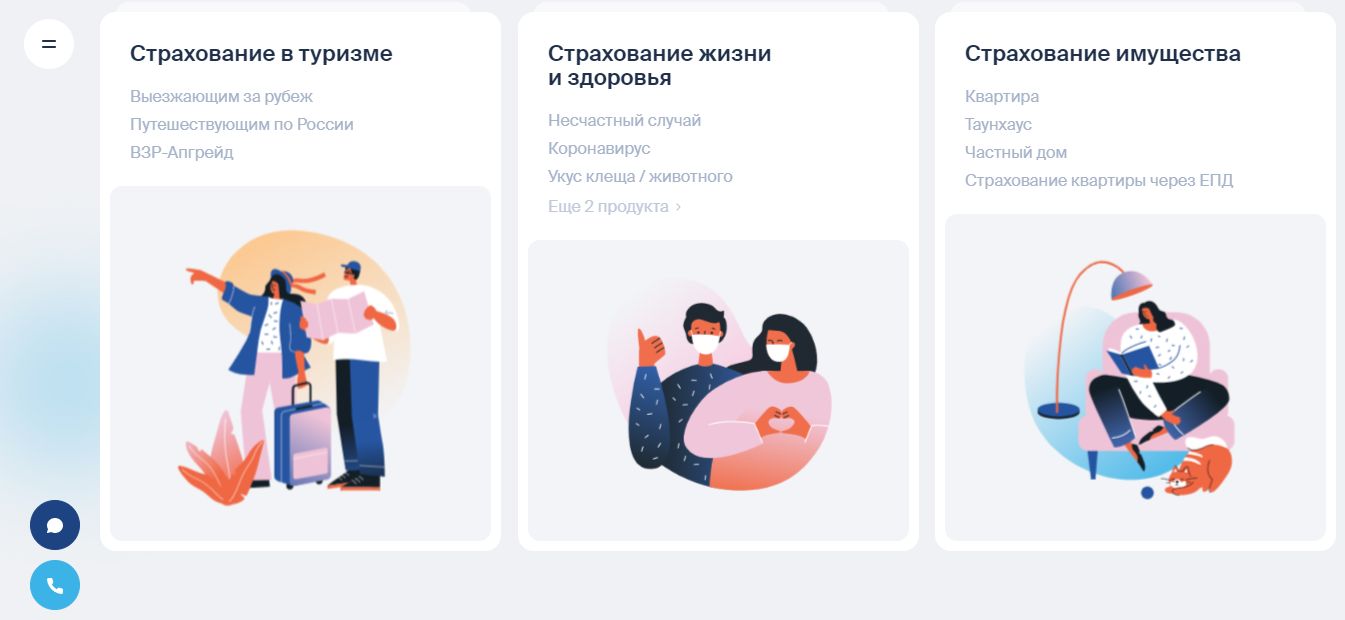 Страхование в туризме
Выезжающим за рубеж
Путешествующим по России
ВЗР-Апгрейд
Страхование жизни
и здоровья
Несчастный случай
Коронавирус
Укус клеща / животного
Еще 2 продукта >
Страхование имущества
Квартира
Таунхаус
Частный дом
Страхование квартиры через ЕПД